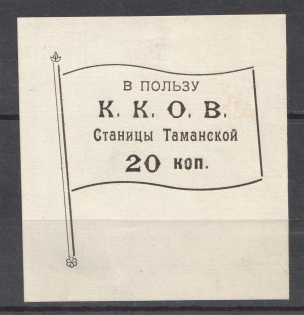 В ПОЛЬЗУ
К. К. О. В.
Станицы Таманской
20 коп.